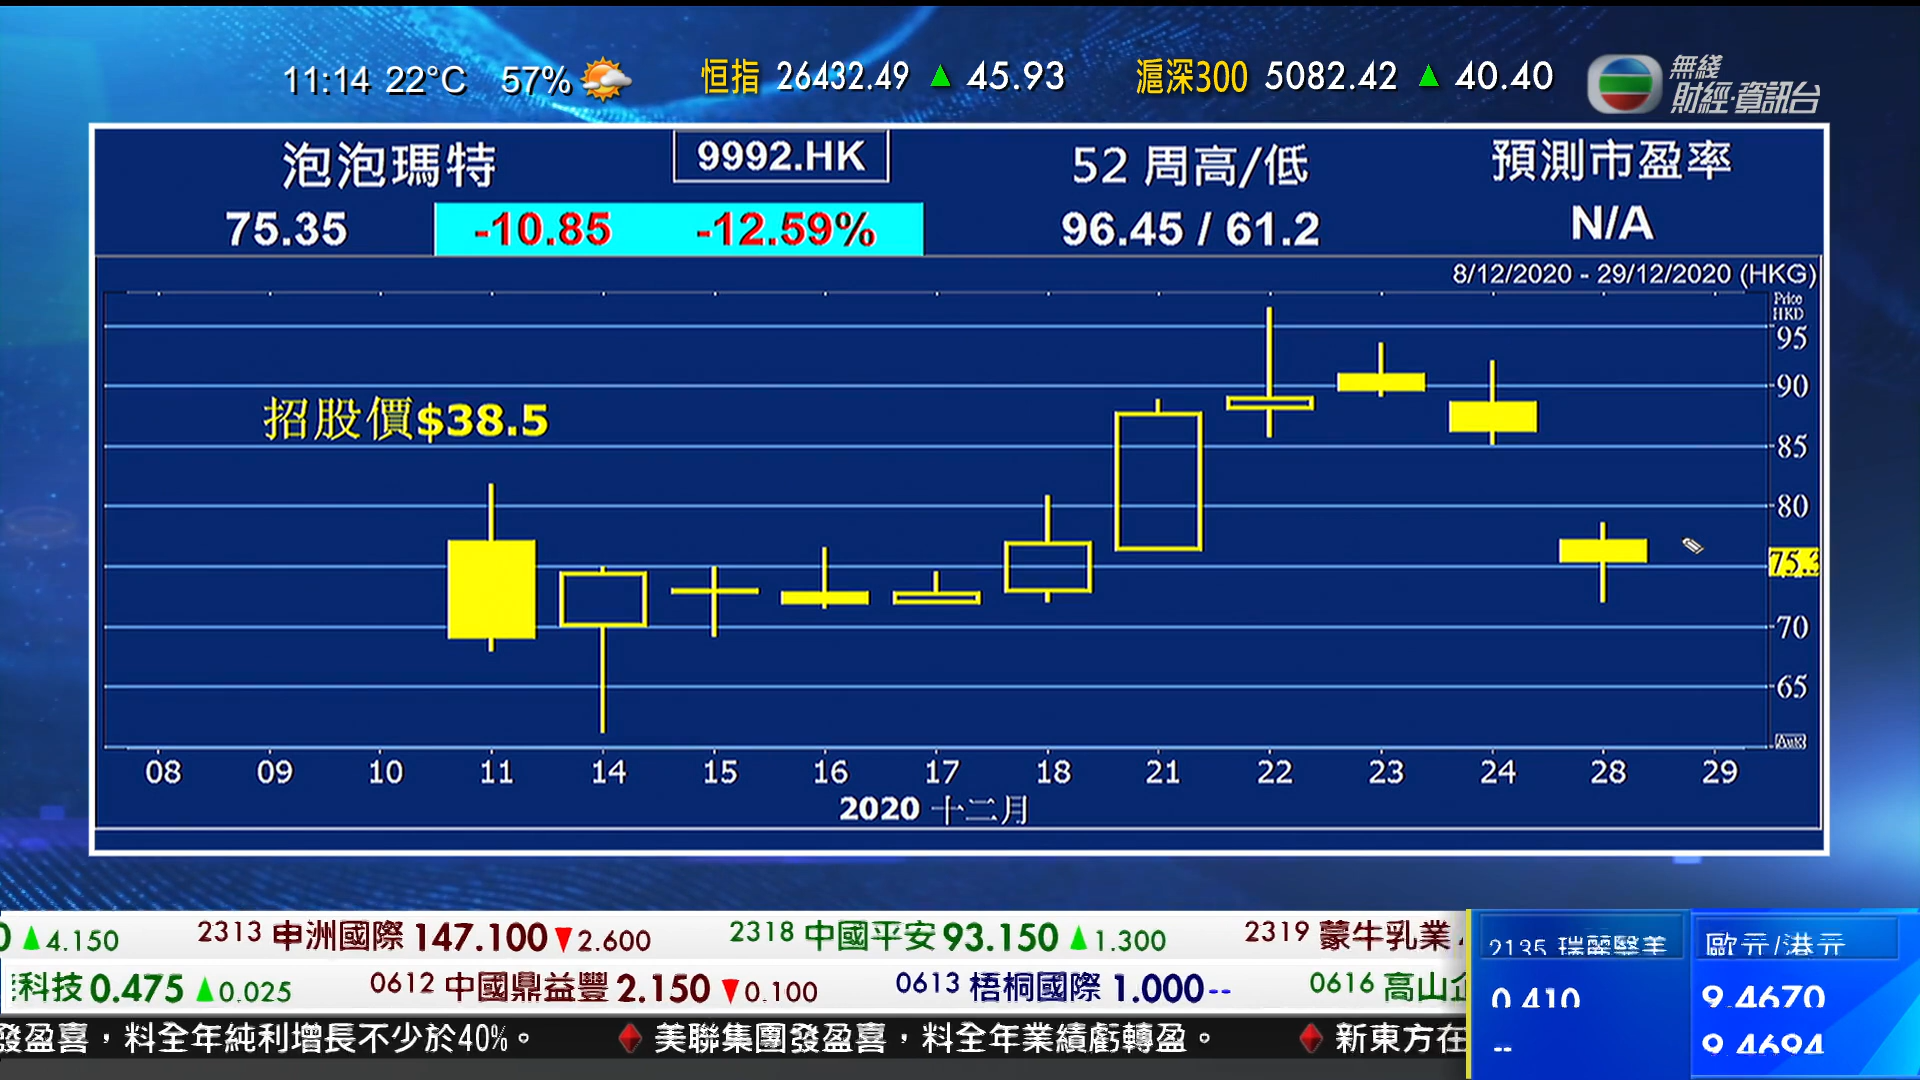 11:14 22°C 57% 恒指 26432.49 ▲ 45.93 滬深300 5082.42 ▲ 40.40
無綫
財經·資訊台
泡泡瑪特 9992.HK 52 周高/低 預測市盈率
75.35 -10.85 -12.59% 96.45 / 61.2 N/A
8/12/2020 - 29/12/2020 (HKG)
Price
HKD
95
90
招股價$38.5
85
80
75.3
70
65
Auto
08 09 10 11 14 15 16 17 18 21 22 23 24 28 29
2020 十二月
▲4.150 2313 申洲國際 147.100 ▼2.600 2318 中國平安 93.150 ▲1.300 2319 蒙牛乳業
科技 0.475 ▲0.025 0612 中國鼎益豐 2.150 ▼0.100 0613 梧桐國際 1.000 -- 0616 高山企
發盈喜，料全年純利增長不少於40%。 ♦ 美聯集團發盈喜，料全年業績虧轉盈。 ♦ 新東方在
2135 瑞麗醫美
0.410
--
歐元/港元
9.4670
9.4694